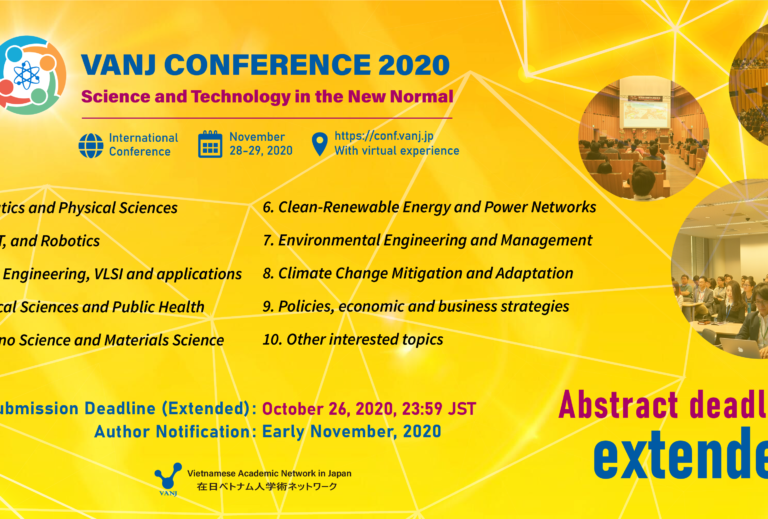 VANJ CONFERENCE 2020
Science and Technology in the New Normal
International
Conference
November
28-29, 2020
https://conf.vanj.jp
With virtual experience
tics and Physical Sciences
T, and Robotics
Engineering, VLSI and applications
cal Sciences and Public Health
no Science and Materials Science
6. Clean-Renewable Energy and Power Networks
7. Environmental Engineering and Management
8. Climate Change Mitigation and Adaptation
9. Policies, economic and business strategies
10. Other interested topics
ubmission Deadline (Extended): October 26, 2020, 23:59 JST
Author Notification: Early November, 2020
Abstract deadl
extende
VANJ
Vietnamese Academic Network in Japan
在日ベトナム人学術ネットワーク